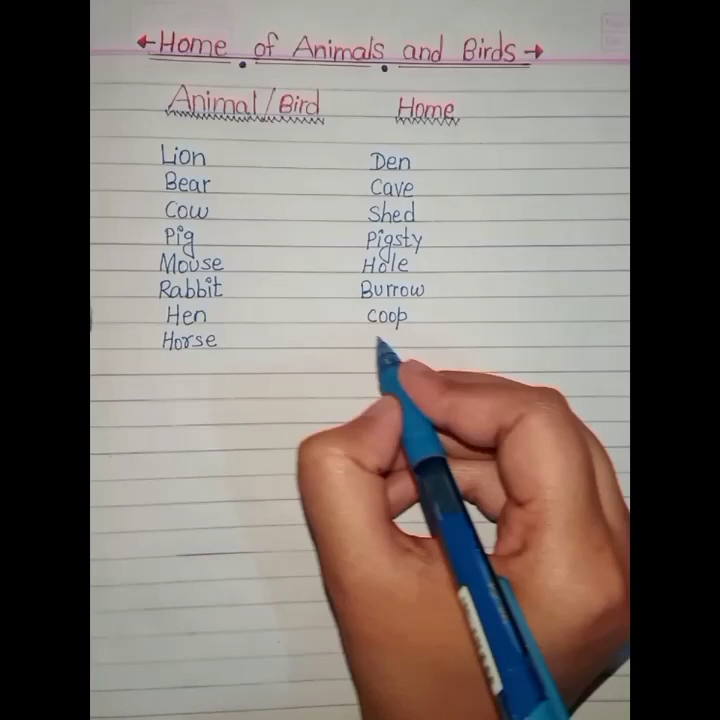 Home of Animals and Birds
Animal/Bird Home
Lion Den
Bear Cave
Cow Shed
Pig Pigsty
Mouse Hole
Rabbit Burrow
Hen Coop
Horse